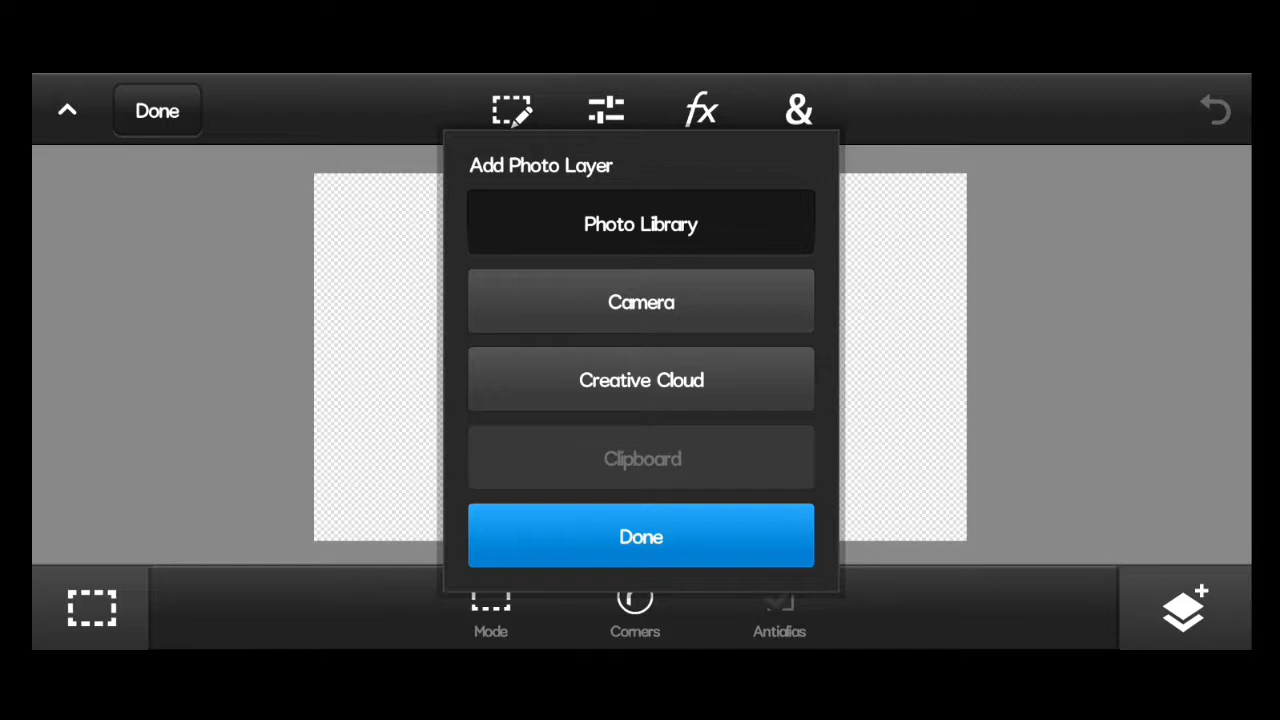 Done
fx
&
Add Photo Layer
Photo Library
Camera
Creative Cloud
Clipboard
Done
Mode
Corners
Antialias